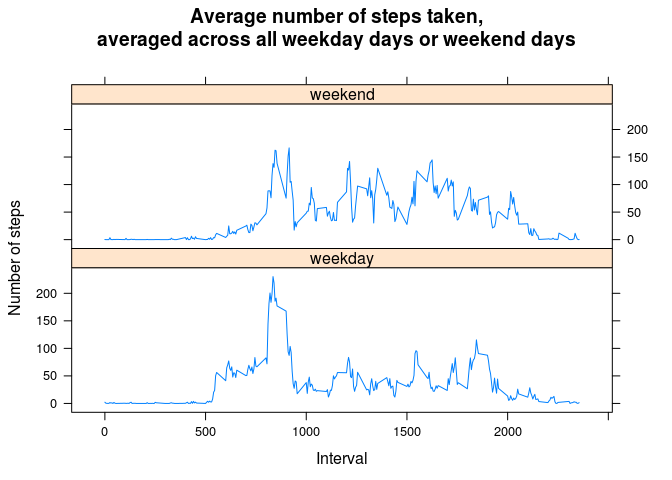 Average number of steps taken,
averaged across all weekday days or weekend days
weekend
200
150
100
50
0
weekday
200
150
100
50
0
Number of steps
0 500 1000 1500 2000
Interval